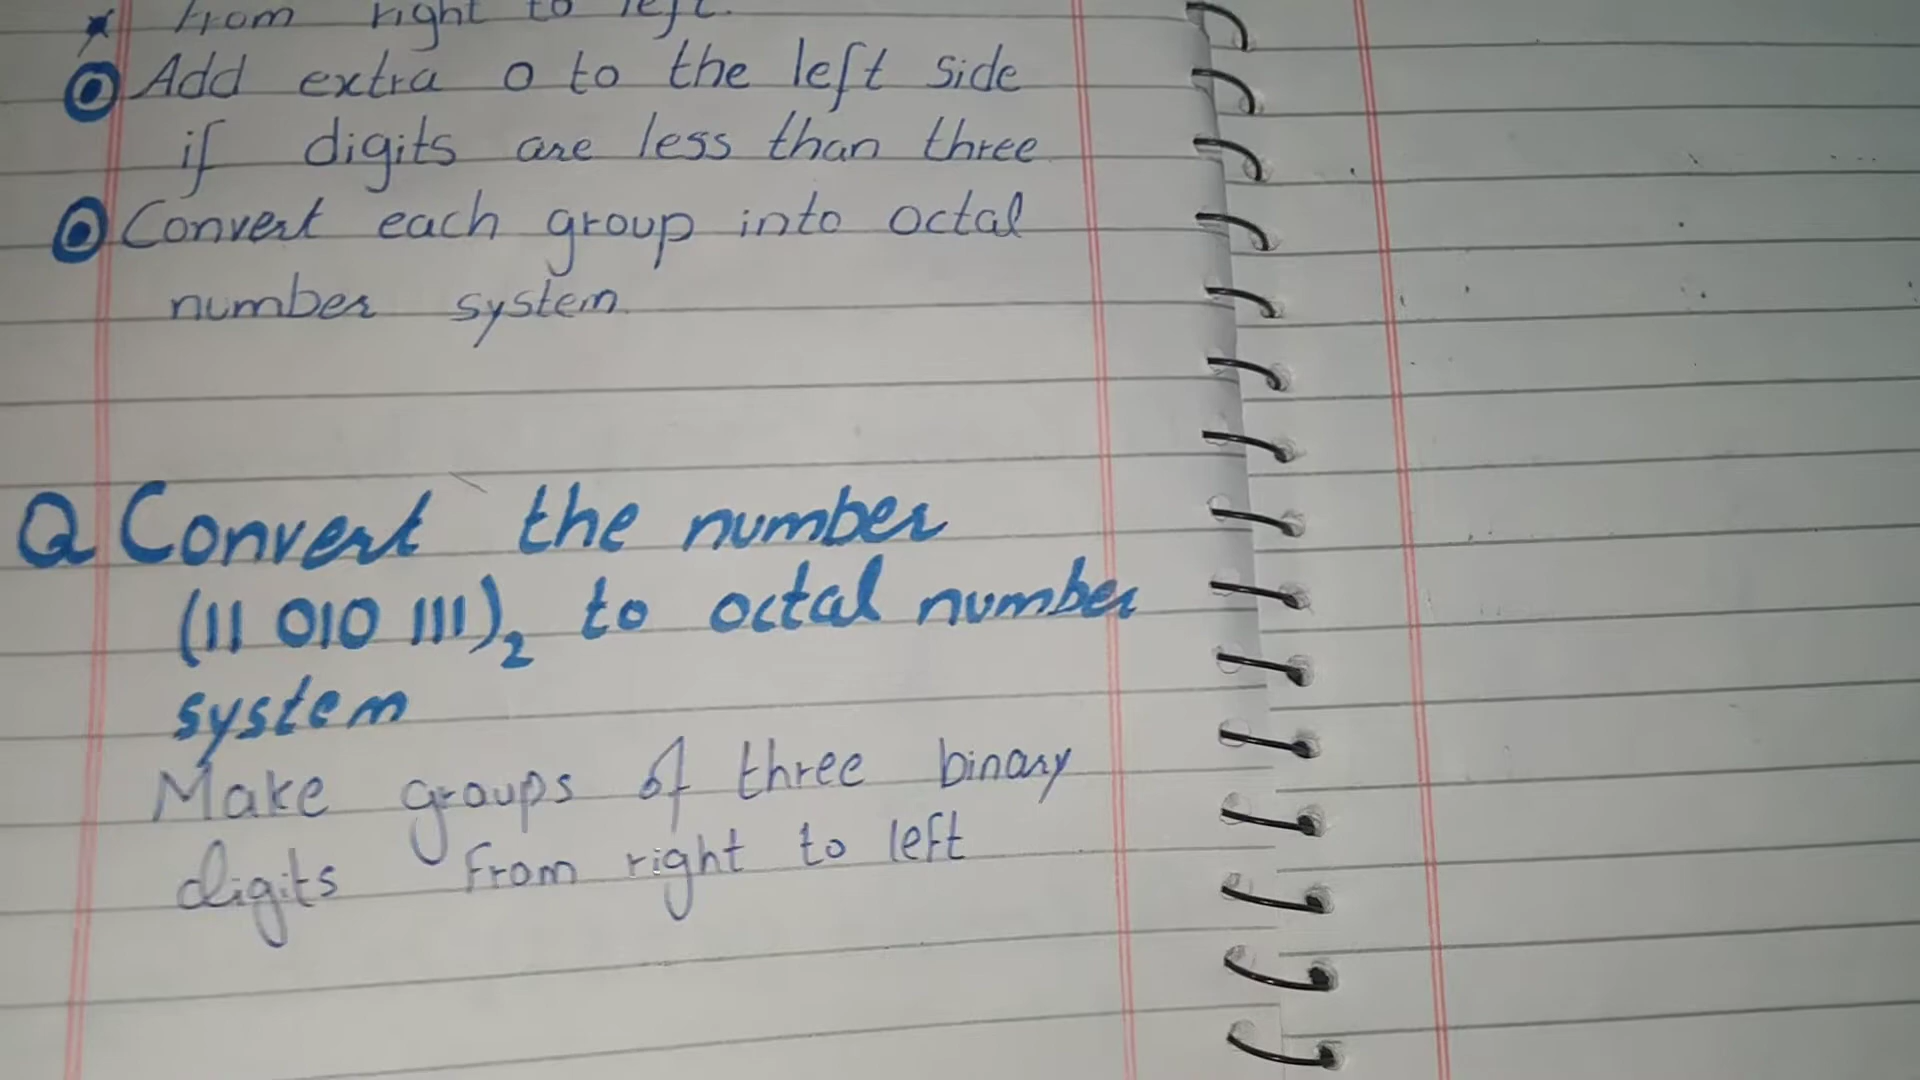 * From right to left.
Add extra 0 to the left side
if digits are less than three
Convert each group into octal
number system.
Q Convert the number
(11 010 111)₂ to octal number
system
Make groups of three binary
digits From right to left